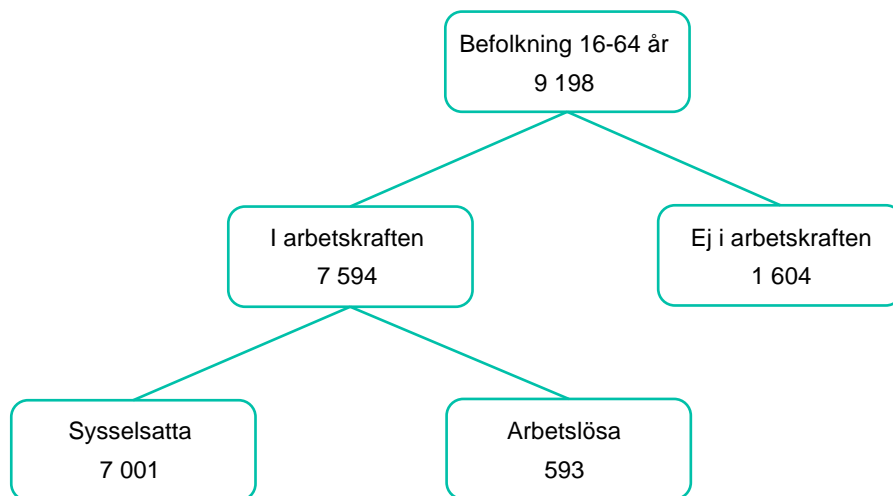 Befolkning 16-64 år
9 198
I arbetskraften
7 594
Ej i arbetskraften
1 604
Sysselsatta
7 001
Arbetslösa
593